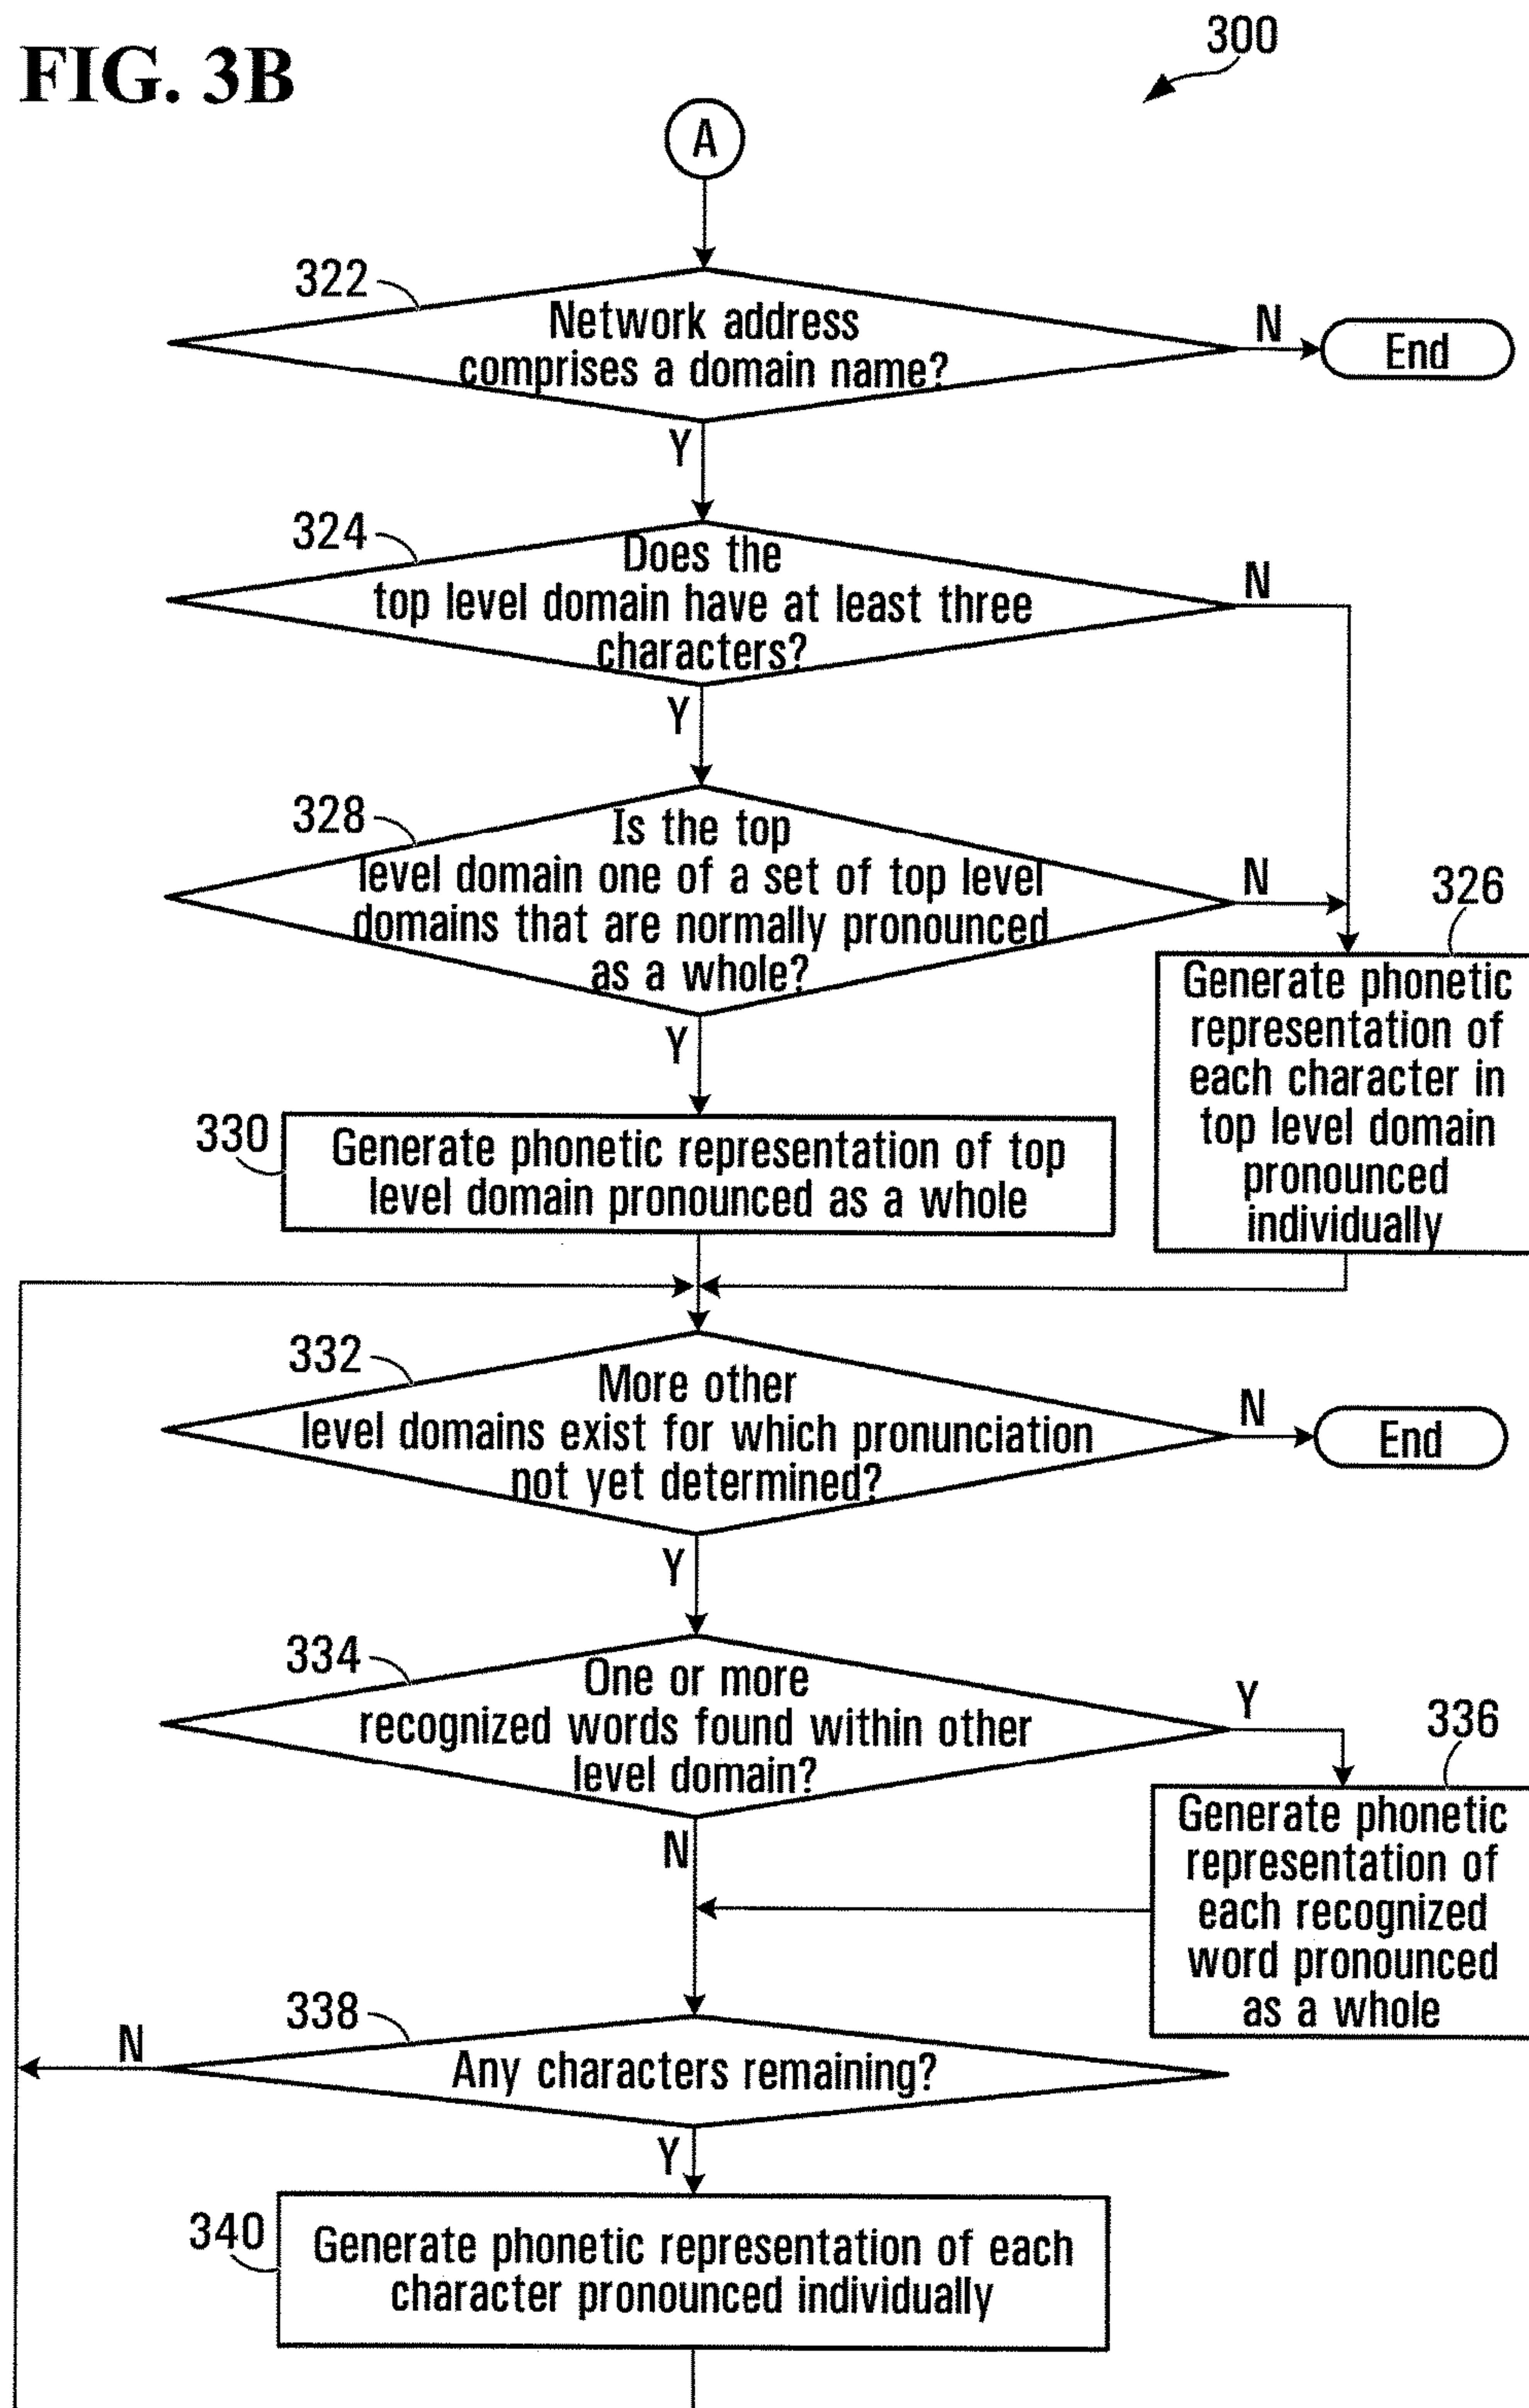 FIG. 3B
300
A
322
Network address
comprises a domain name?
N
End
Y
324
Does the
top level domain have at least three
characters?
N
Y
328
Is the top
level domain one of a set of top level
domains that are normally pronounced
as a whole?
N
326
Generate phonetic
representation of
each character in
top level domain
pronounced
individually
Y
330
Generate phonetic representation of top
level domain pronounced as a whole
332
More other
level domains exist for which pronunciation
not yet determined?
N
End
Y
334
One or more
recognized words found within other
level domain?
Y
336
Generate phonetic
representation of
each recognized
word pronounced
as a whole
N
338
Any characters remaining?
N
Y
340
Generate phonetic representation of each
character pronounced individually